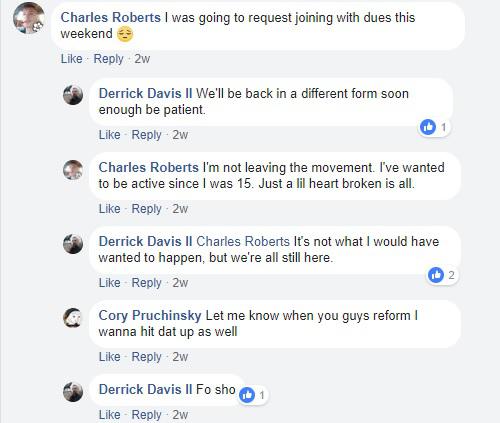 Charles Roberts I was going to request joining with dues this
weekend 😔
Like · Reply · 2w
Derrick Davis II We'll be back in a different form soon
enough be patient.
1
Like · Reply · 2w
Charles Roberts I'm not leaving the movement. I've wanted
to be active since I was 15. Just a lil heart broken is all.
Like · Reply · 2w
Derrick Davis II Charles Roberts It's not what I would have
wanted to happen, but we're all still here.
2
Like · Reply · 2w
Cory Pruchinsky Let me know when you guys reform I
wanna hit dat up as well
Like · Reply · 2w
Derrick Davis II Fo sho 1
Like · Reply · 2w